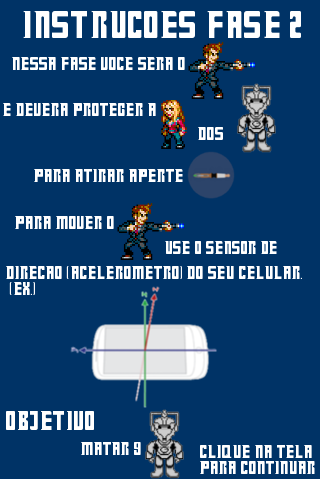 INSTRUCOES FASE 2
NESSA FASE VOCE SERA O
E DEVERA PROTEGER A
DOS
PARA ATIRAR APERTE
PARA MOVER O
USE O SENSOR DE
DIRECAO (ACELEROMETRO) DO SEU CELULAR.
(EX.)
OBJETIVO
MATAR 9
CLIQUE NA TELA
PARA CONTINUAR